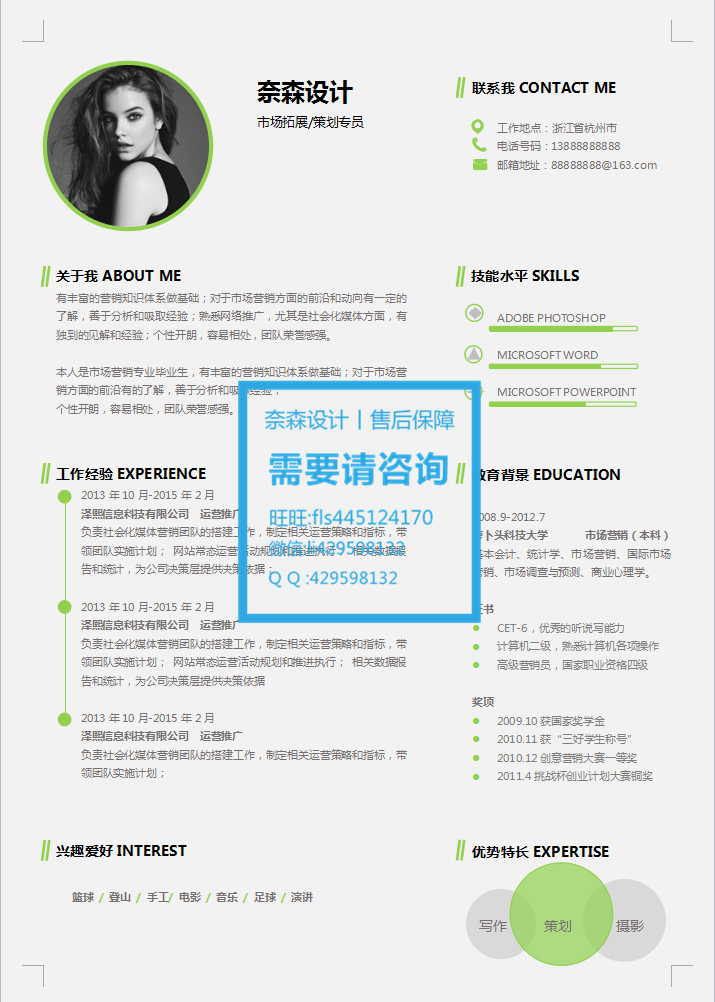 奈森设计
市场拓展/策划专员
联系我 CONTACT ME
工作地点：浙江省杭州市
电话号码：13888888888
邮箱地址：88888888@163.com
关于我 ABOUT ME
有丰富的营销知识体系做基础；对于市场营销方面的前沿和动向有一定的
了解，善于分析和吸取经验；熟悉网络推广，尤其是社会化媒体方面，有
独到的见解和经验；个性开朗，容易相处，团队荣誉感强。
本人是市场营销专业毕业生，有丰富的营销知识体系做基础；对于市场营
销方面的前沿有的了解，善于分析和吸取经验；
个性开朗，容易相处，团队荣誉感强。
技能水平 SKILLS
ADOBE PHOTOSHOP
MICROSOFT WORD
MICROSOFT POWERPOINT
奈森设计丨售后保障
需要请咨询
旺旺:fls445124170
429598132
Q Q :429598132
工作经验 EXPERIENCE
2013 年 10 月-2015 年 2 月
泽熙信息科技有限公司 运营推广
负责社会化媒体营销团队的搭建工作，制定相关运营策略和指标，带
领团队实施计划； 网站常态运营活动规划和推进执行； 相关数据报
告和统计，为公司决策层提供决策依据；
2013 年 10 月-2015 年 2 月
泽熙信息科技有限公司 运营推广
负责社会化媒体营销团队的搭建工作，制定相关运营策略和指标，带
领团队实施计划； 网站常态运营活动规划和推进执行； 相关数据报
告和统计，为公司决策层提供决策依据
2013 年 10 月-2015 年 2 月
泽熙信息科技有限公司 运营推广
负责社会化媒体营销团队的搭建工作，制定相关运营策略和指标，带
领团队实施计划；
教育背景 EDUCATION
2008.9-2012.7
萝卜头科技大学 市场营销（本科）
基本会计、统计学、市场营销、国际市场
营销、市场调查与预测、商业心理学。
证书
CET-6，优秀的听说写能力
计算机二级，熟悉计算机各项操作
高级营销员，国家职业资格四级
奖项
2009.10 获国家奖学金
2010.11 获“三好学生称号”
2010.12 创意营销大赛一等奖
2011.4 挑战杯创业计划大赛铜奖
兴趣爱好 INTEREST
篮球 / 登山 / 手工/ 电影 / 音乐 / 足球 / 演讲
优势特长 EXPERTISE
写作 策划 摄影